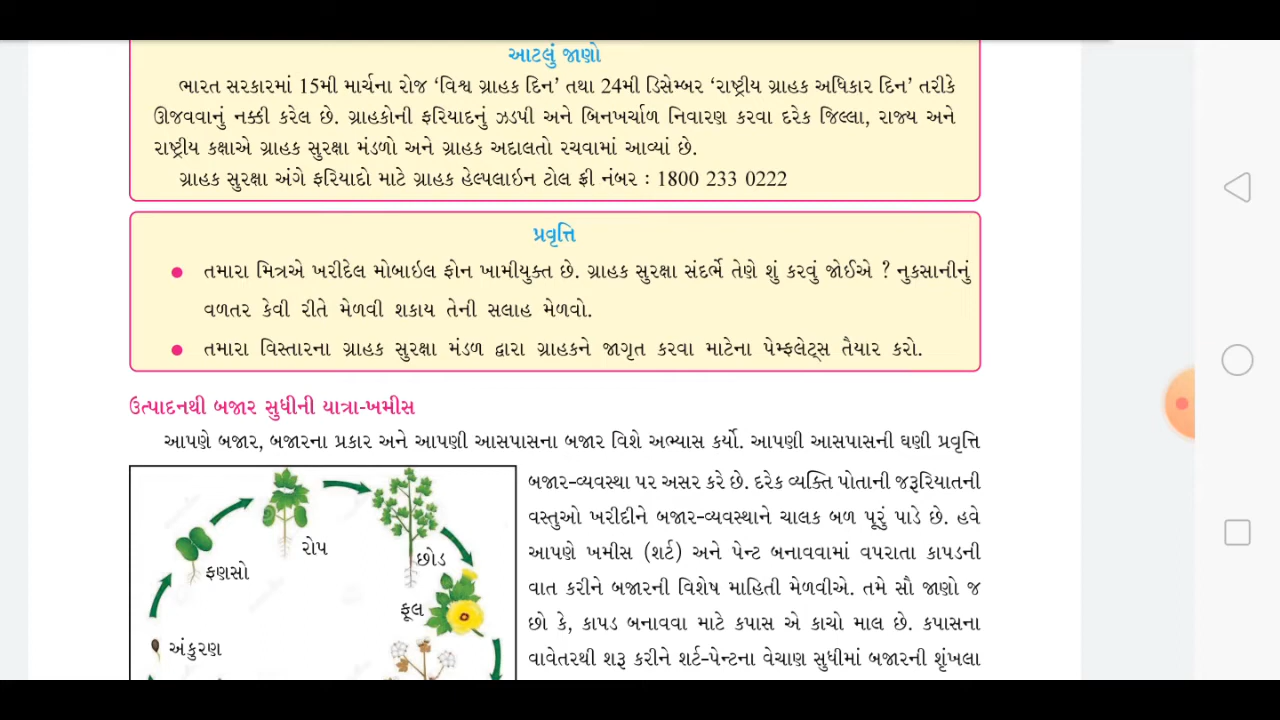 આટલું જાણો
ભારત સરકારમાં 15મી માર્ચના રોજ ‘વિશ્વ ગ્રાહક દિન’ તથા 24મી ડિસેમ્બર ‘રાષ્ટ્રીય ગ્રાહક અધિકાર દિન’ તરીકે
ઊજવવાનું નક્કી કરેલ છે. ગ્રાહકોની ફરિયાદનું ઝડપી અને બિનખર્ચાળ નિવારણ કરવા દરેક જિલ્લા, રાજ્ય અને
રાષ્ટ્રીય કક્ષાએ ગ્રાહક સુરક્ષા મંડળો અને ગ્રાહક અદાલતો રચવામાં આવ્યાં છે.
ગ્રાહક સુરક્ષા અંગે ફરિયાદો માટે ગ્રાહક હેલ્પલાઇન ટોલ ફ્રી નંબર : 1800 233 0222
પ્રવૃત્તિ
● તમારા મિત્રએ ખરીદેલ મોબાઇલ ફોન ખામીયુક્ત છે. ગ્રાહક સુરક્ષા સંદર્ભે તેણે શું કરવું જોઈએ ? નુકસાનીનું
વળતર કેવી રીતે મેળવી શકાય તેની સલાહ મેળવો.
● તમારા વિસ્તારના ગ્રાહક સુરક્ષા મંડળ દ્વારા ગ્રાહકને જાગૃત કરવા માટેના પેમ્ફલેટ્સ તૈયાર કરો.
ઉત્પાદનથી બજાર સુધીની યાત્રા-ખમીસ
આપણે બજાર, બજારના પ્રકાર અને આપણી આસપાસના બજાર વિશે અભ્યાસ કર્યો. આપણી આસપાસની ઘણી પ્રવૃત્તિ
બજાર-વ્યવસ્થા પર અસર કરે છે. દરેક વ્યક્તિ પોતાની જરૂરિયાતની
વસ્તુઓ ખરીદીને બજાર-વ્યવસ્થાને ચાલક બળ પૂરું પાડે છે. હવે
આપણે ખમીસ (શર્ટ) અને પેન્ટ બનાવવામાં વપરાતા કાપડની
વાત કરીને બજારની વિશેષ માહિતી મેળવીએ. તમે સૌ જાણો જ
છો કે, કાપડ બનાવવા માટે કપાસ એ કાચો માલ છે. કપાસના
વાવેતરથી શરૂ કરીને શર્ટ-પેન્ટના વેચાણ સુધીમાં બજારની શૃંખલા
રોપ
છોડ
ફણસો
ફૂલ
અંકુરણ